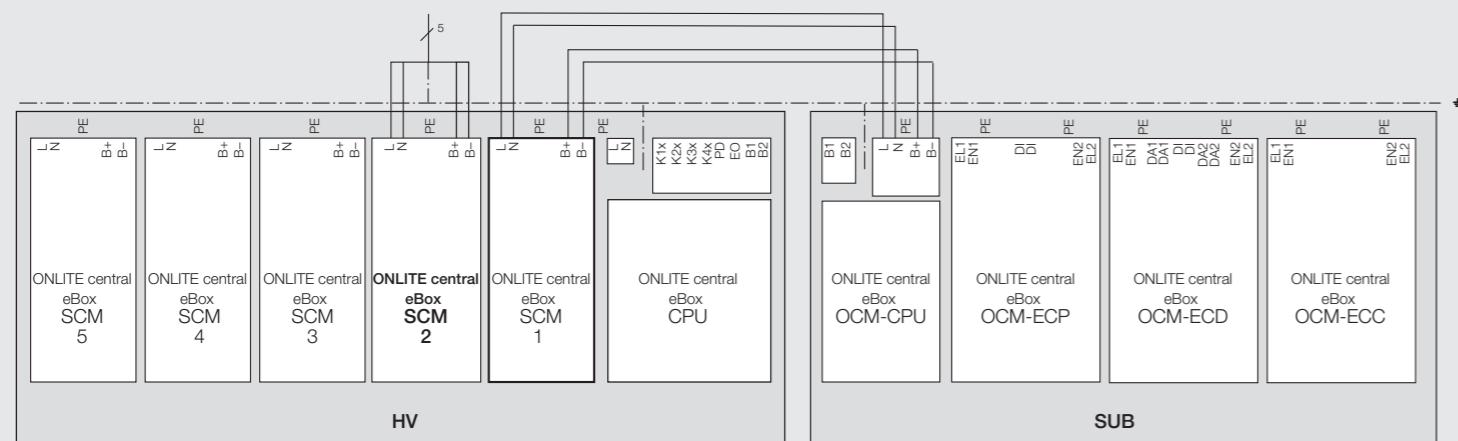 5
*
PE PE PE PE PE PE PE PE PE PE PE PE PE
L N B+ B- L N B+ B- L N B+ B- L N B+ B- L N B+ B- L N K1x K2x K3x K4x PD EO B1 B2 B1 B2 L N B+ B- EL1 EN1 DI DI EN2 EL2 EL1 EN1 DA1 DA1 DI DI DA2 DA2 EN2 EL2 EL1 EN1 EN2 EL2
ONLITE central ONLITE central ONLITE central ONLITE central ONLITE central ONLITE central ONLITE central ONLITE central ONLITE central ONLITE central
eBox eBox eBox eBox eBox eBox eBox eBox eBox eBox
SCM SCM SCM SCM SCM CPU OCM-CPU OCM-ECP OCM-ECD OCM-ECC
5 4 3 2 1
HV SUB